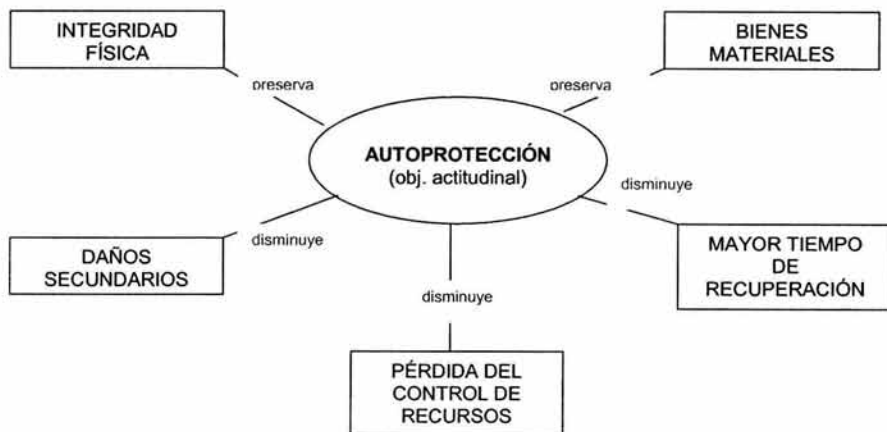 INTEGRIDAD
FÍSICA
BIENES
MATERIALES
preserva
preserva
AUTOPROTECCIÓN
(obj. actitudinal)
disminuye
disminuye
DAÑOS
SECUNDARIOS
MAYOR TIEMPO
DE
RECUPERACIÓN
disminuye
PÉRDIDA DEL
CONTROL DE
RECURSOS